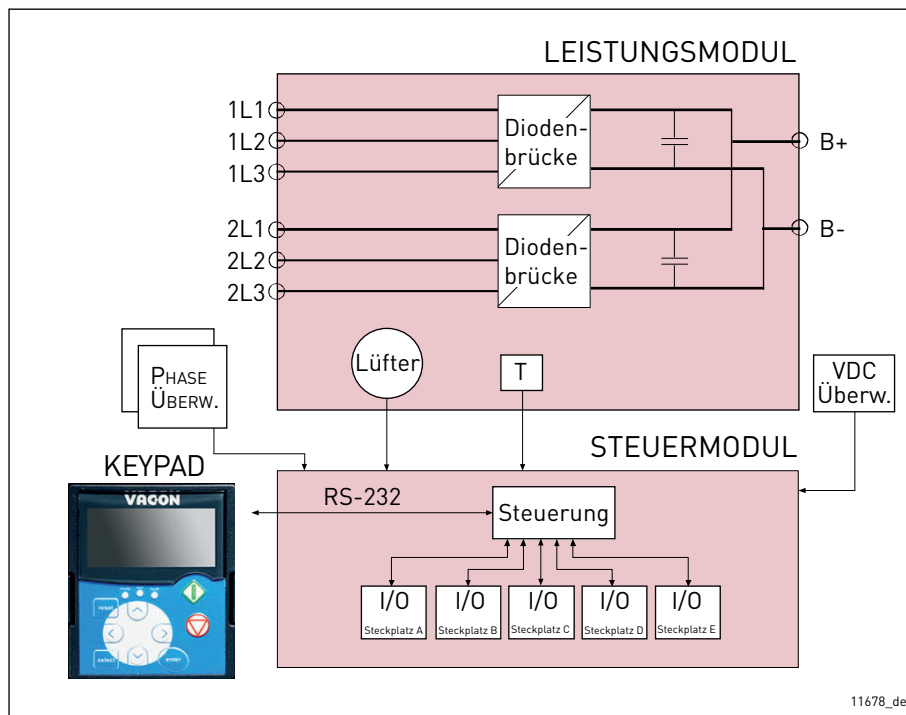 LEISTUNGSMODUL
1L1
1L2
1L3
Dioden-
brücke
B+
2L1
2L2
2L3
Dioden-
brücke
B-
PHASE
ÜBERW.
Lüfter
T
VDC
Überw.
KEYPAD
STEUERMODUL
VACON
RS-232
Steuerung
reset
select
enter
I/O
Steckplatz A
I/O
Steckplatz B
I/O
Steckplatz C
I/O
Steckplatz D
I/O
Steckplatz E
11678_de